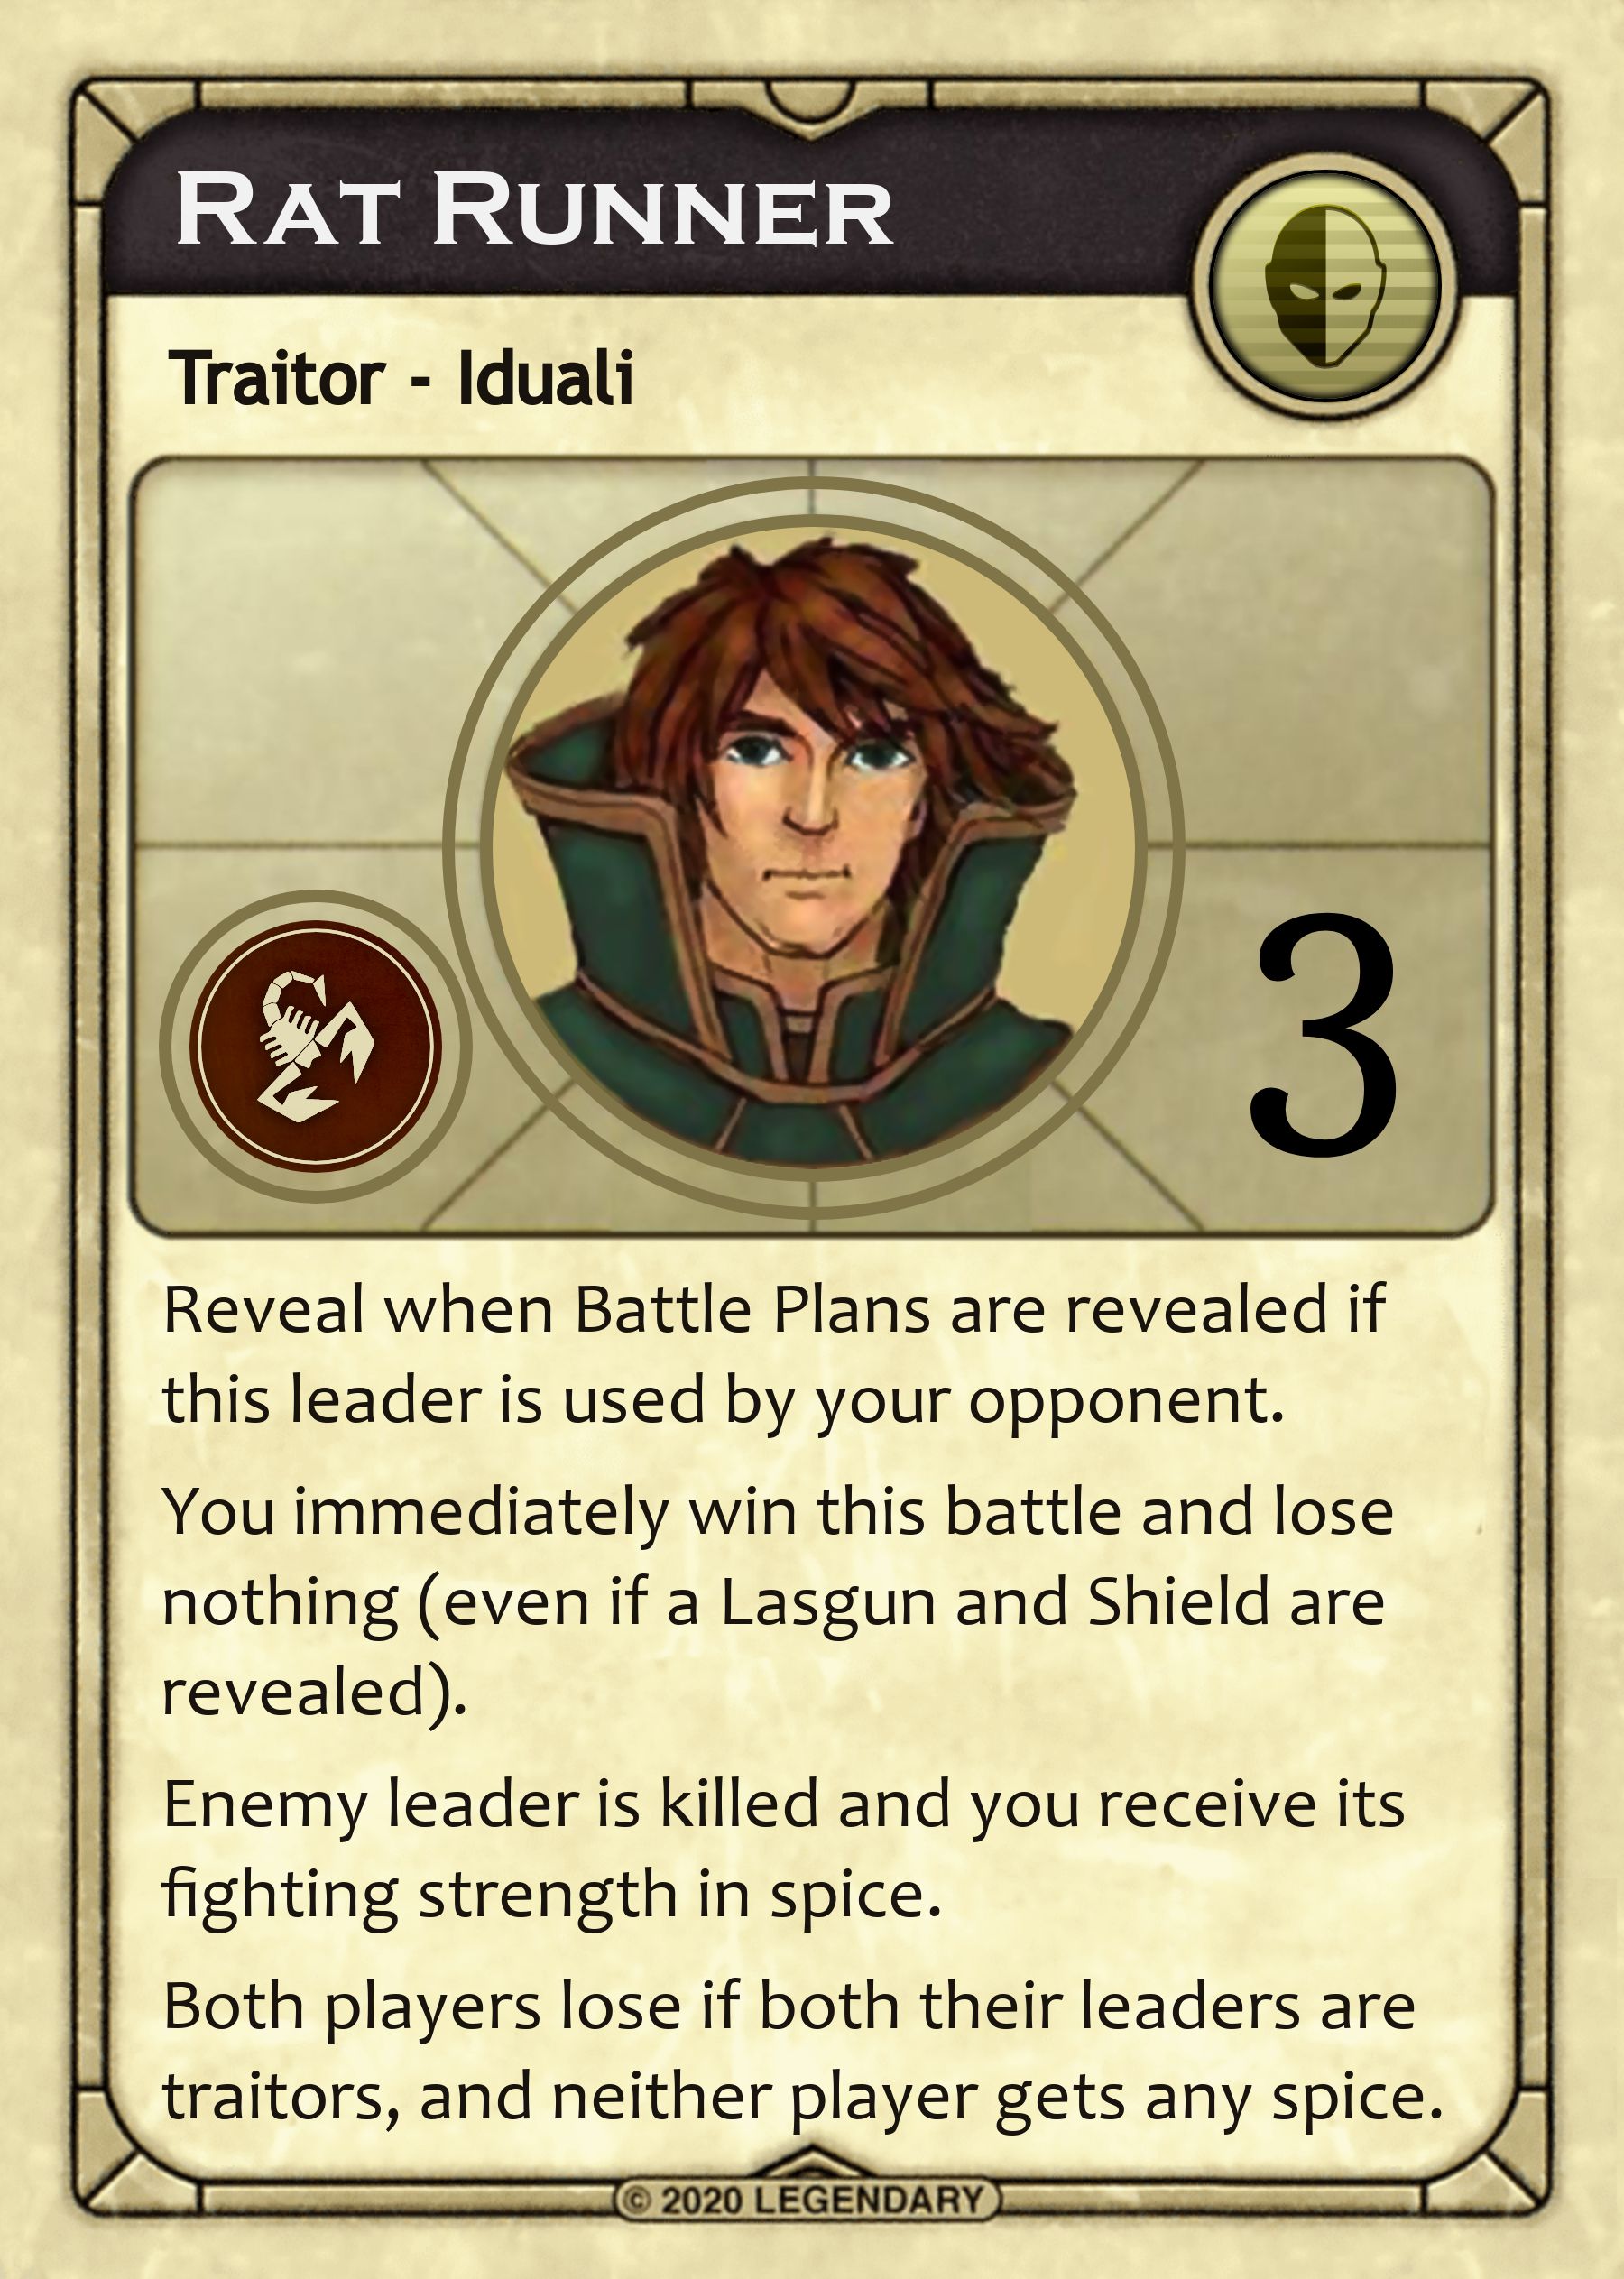 RAT RUNNER
Traitor - Iduali
3
Reveal when Battle Plans are revealed if
this leader is used by your opponent.
You immediately win this battle and lose
nothing (even if a Lasgun and Shield are
revealed).
Enemy leader is killed and you receive its
fighting strength in spice.
Both players lose if both their leaders are
traitors, and neither player gets any spice.
© 2020 LEGENDARY